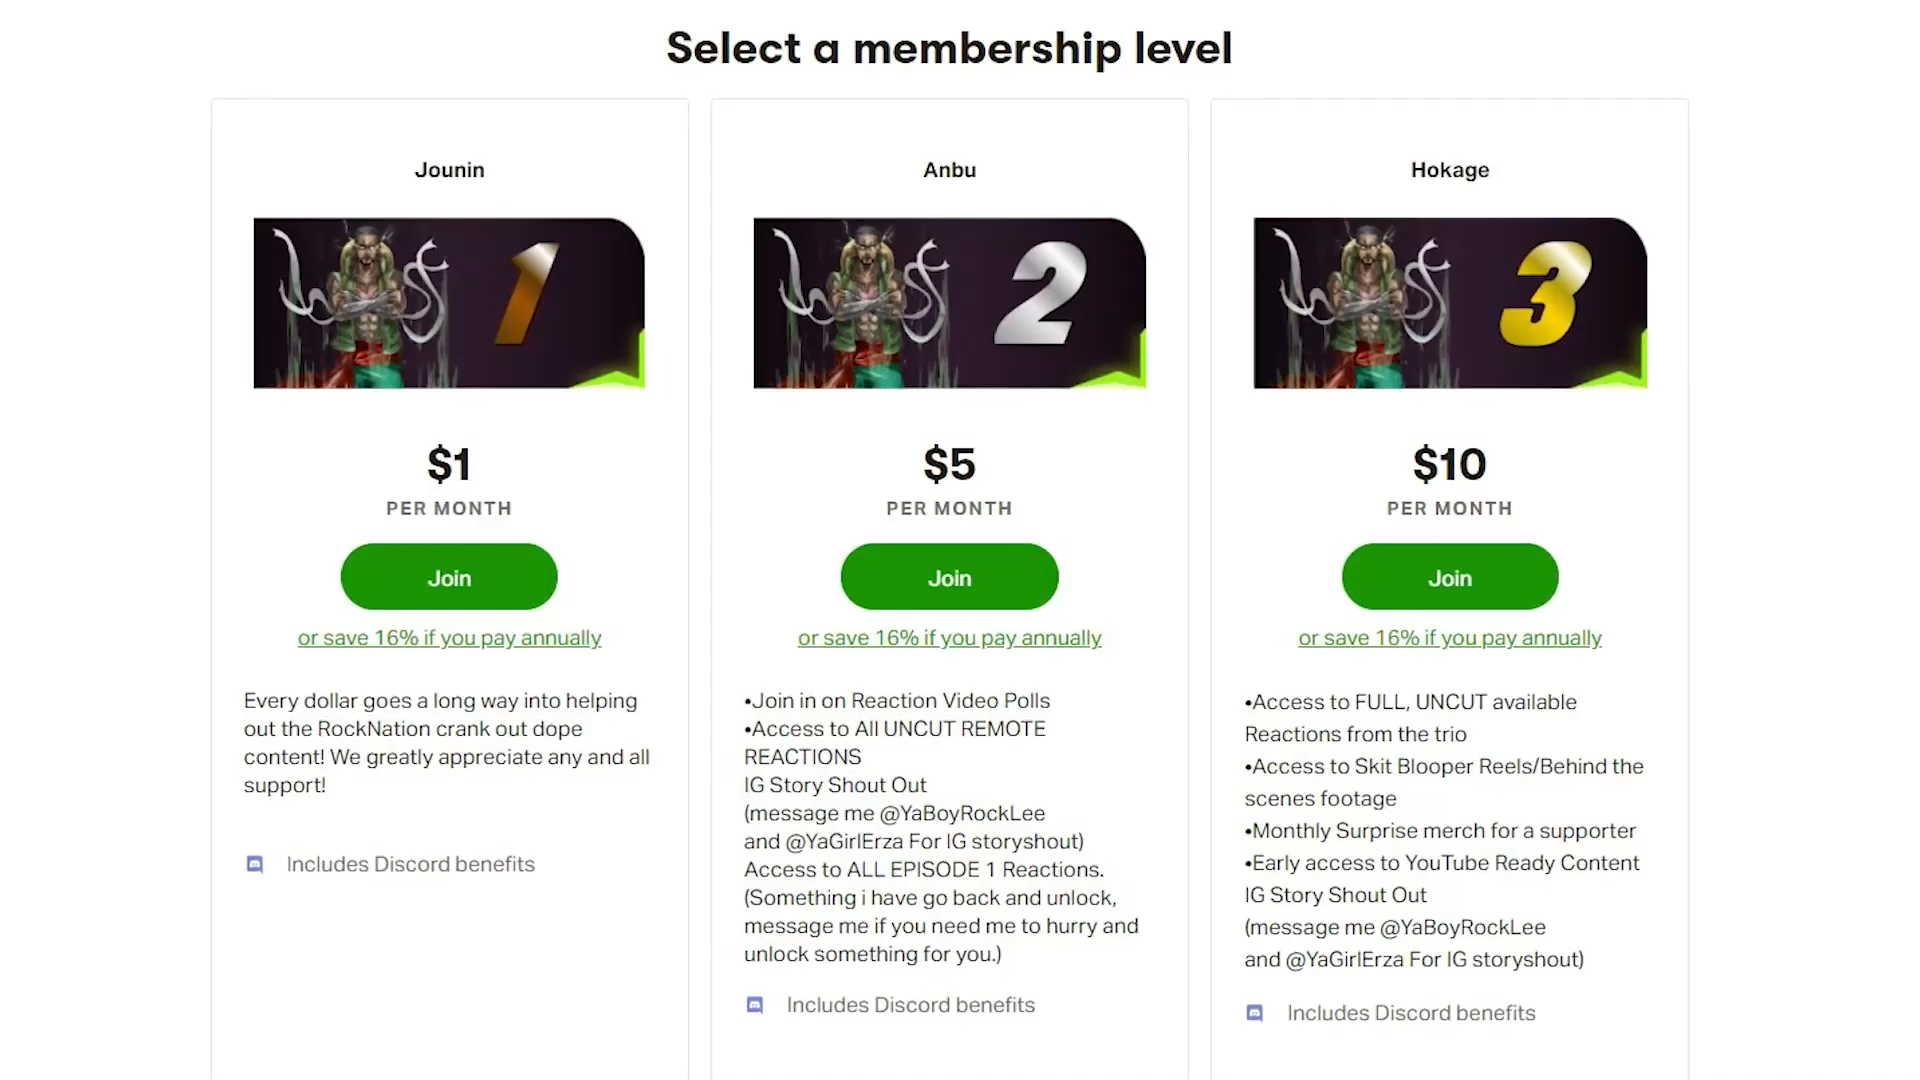 Select a membership level
Jounin
1
$1
PER MONTH
Join
or save 16% if you pay annually
Every dollar goes a long way into helping
out the RockNation crank out dope
content! We greatly appreciate any and all
support!
Includes Discord benefits
Anbu
2
$5
PER MONTH
Join
or save 16% if you pay annually
•Join in on Reaction Video Polls
•Access to All UNCUT REMOTE
REACTIONS
IG Story Shout Out
(message me @YaBoyRockLee
and @YaGirlErza For IG storyshout)
Access to ALL EPISODE 1 Reactions.
(Something i have go back and unlock,
message me if you need me to hurry and
unlock something for you.)
Includes Discord benefits
Hokage
3
$10
PER MONTH
Join
or save 16% if you pay annually
•Access to FULL, UNCUT available
Reactions from the trio
•Access to Skit Blooper Reels/Behind the
scenes footage
•Monthly Surprise merch for a supporter
•Early access to YouTube Ready Content
IG Story Shout Out
(message me @YaBoyRockLee
and @YaGirlErza For IG storyshout)
Includes Discord benefits